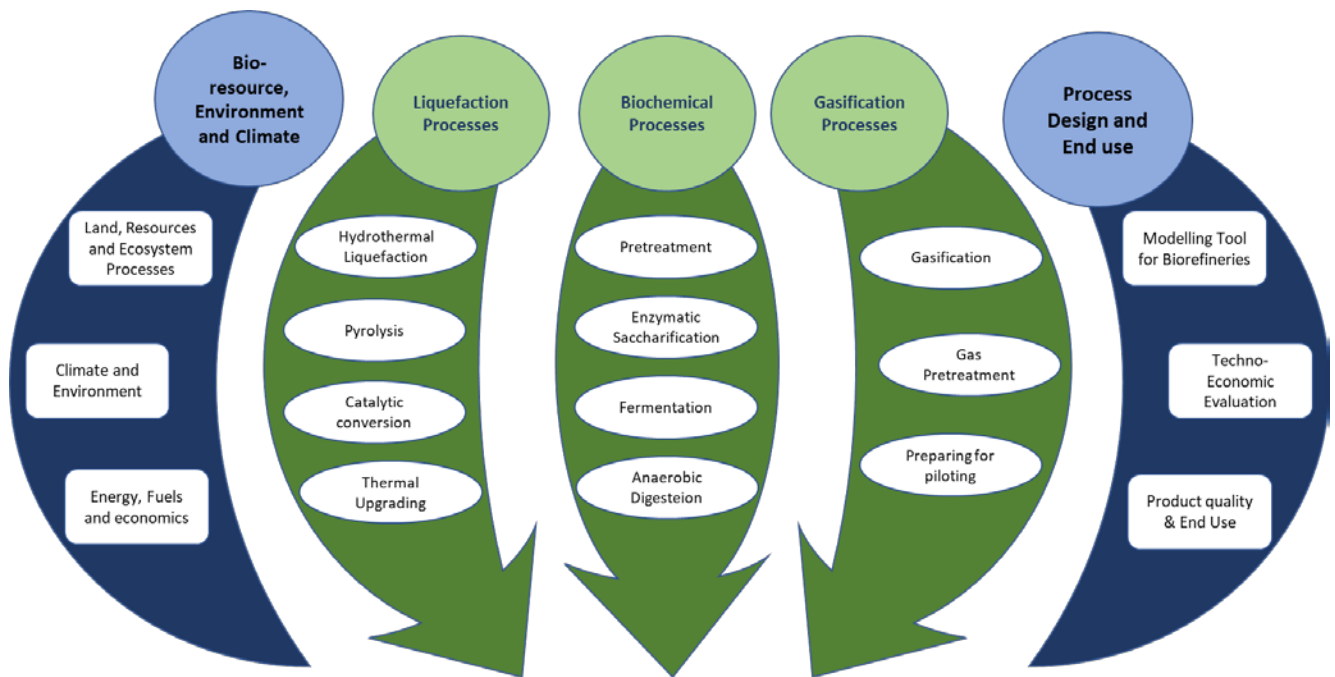 Bio-
resource,
Environment
and Climate
Land, Resources
and Ecosystem
Processes
Climate and
Environment
Energy, Fuels
and economics
Liquefaction
Processes
Hydrothermal
Liquefaction
Pyrolysis
Catalytic
conversion
Thermal
Upgrading
Biochemical
Processes
Pretreatment
Enzymatic
Saccharification
Fermentation
Anaerobic
Digesteion
Gasification
Processes
Gasification
Gas
Pretreatment
Preparing for
piloting
Process
Design and
End use
Modelling Tool
for Biorefineries
Techno-
Economic
Evaluation
Product quality
& End Use